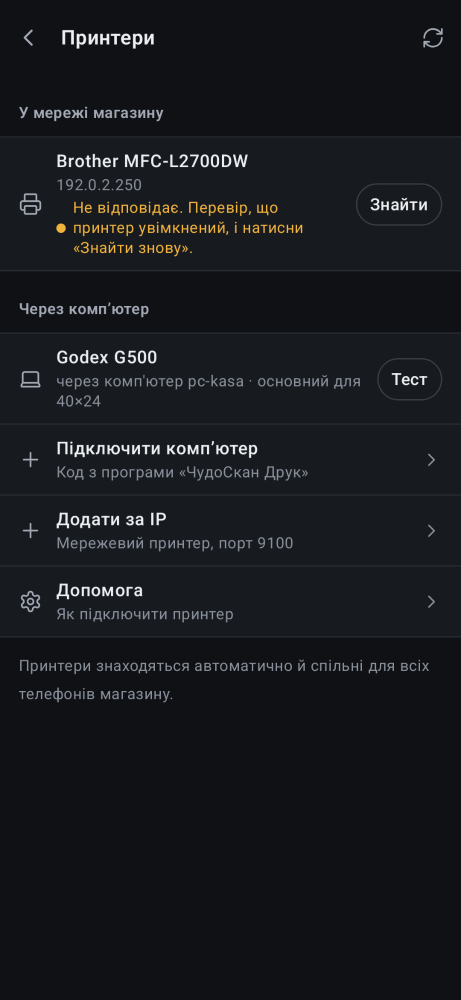 Принтери
У мережі магазину
Brother MFC-L2700DW
192.0.2.250
Не відповідає. Перевір, що
принтер увімкнений, і натисни
«Знайти знову».
Знайти
Через комп’ютер
Godex G500
через комп'ютер pc-kasa · основний для
40×24
Тест
Підключити комп’ютер
Код з програми «ЧудоСкан Друк»
Додати за IP
Мережевий принтер, порт 9100
Допомога
Як підключити принтер
Принтери знаходяться автоматично й спільні для всіх
телефонів магазину.